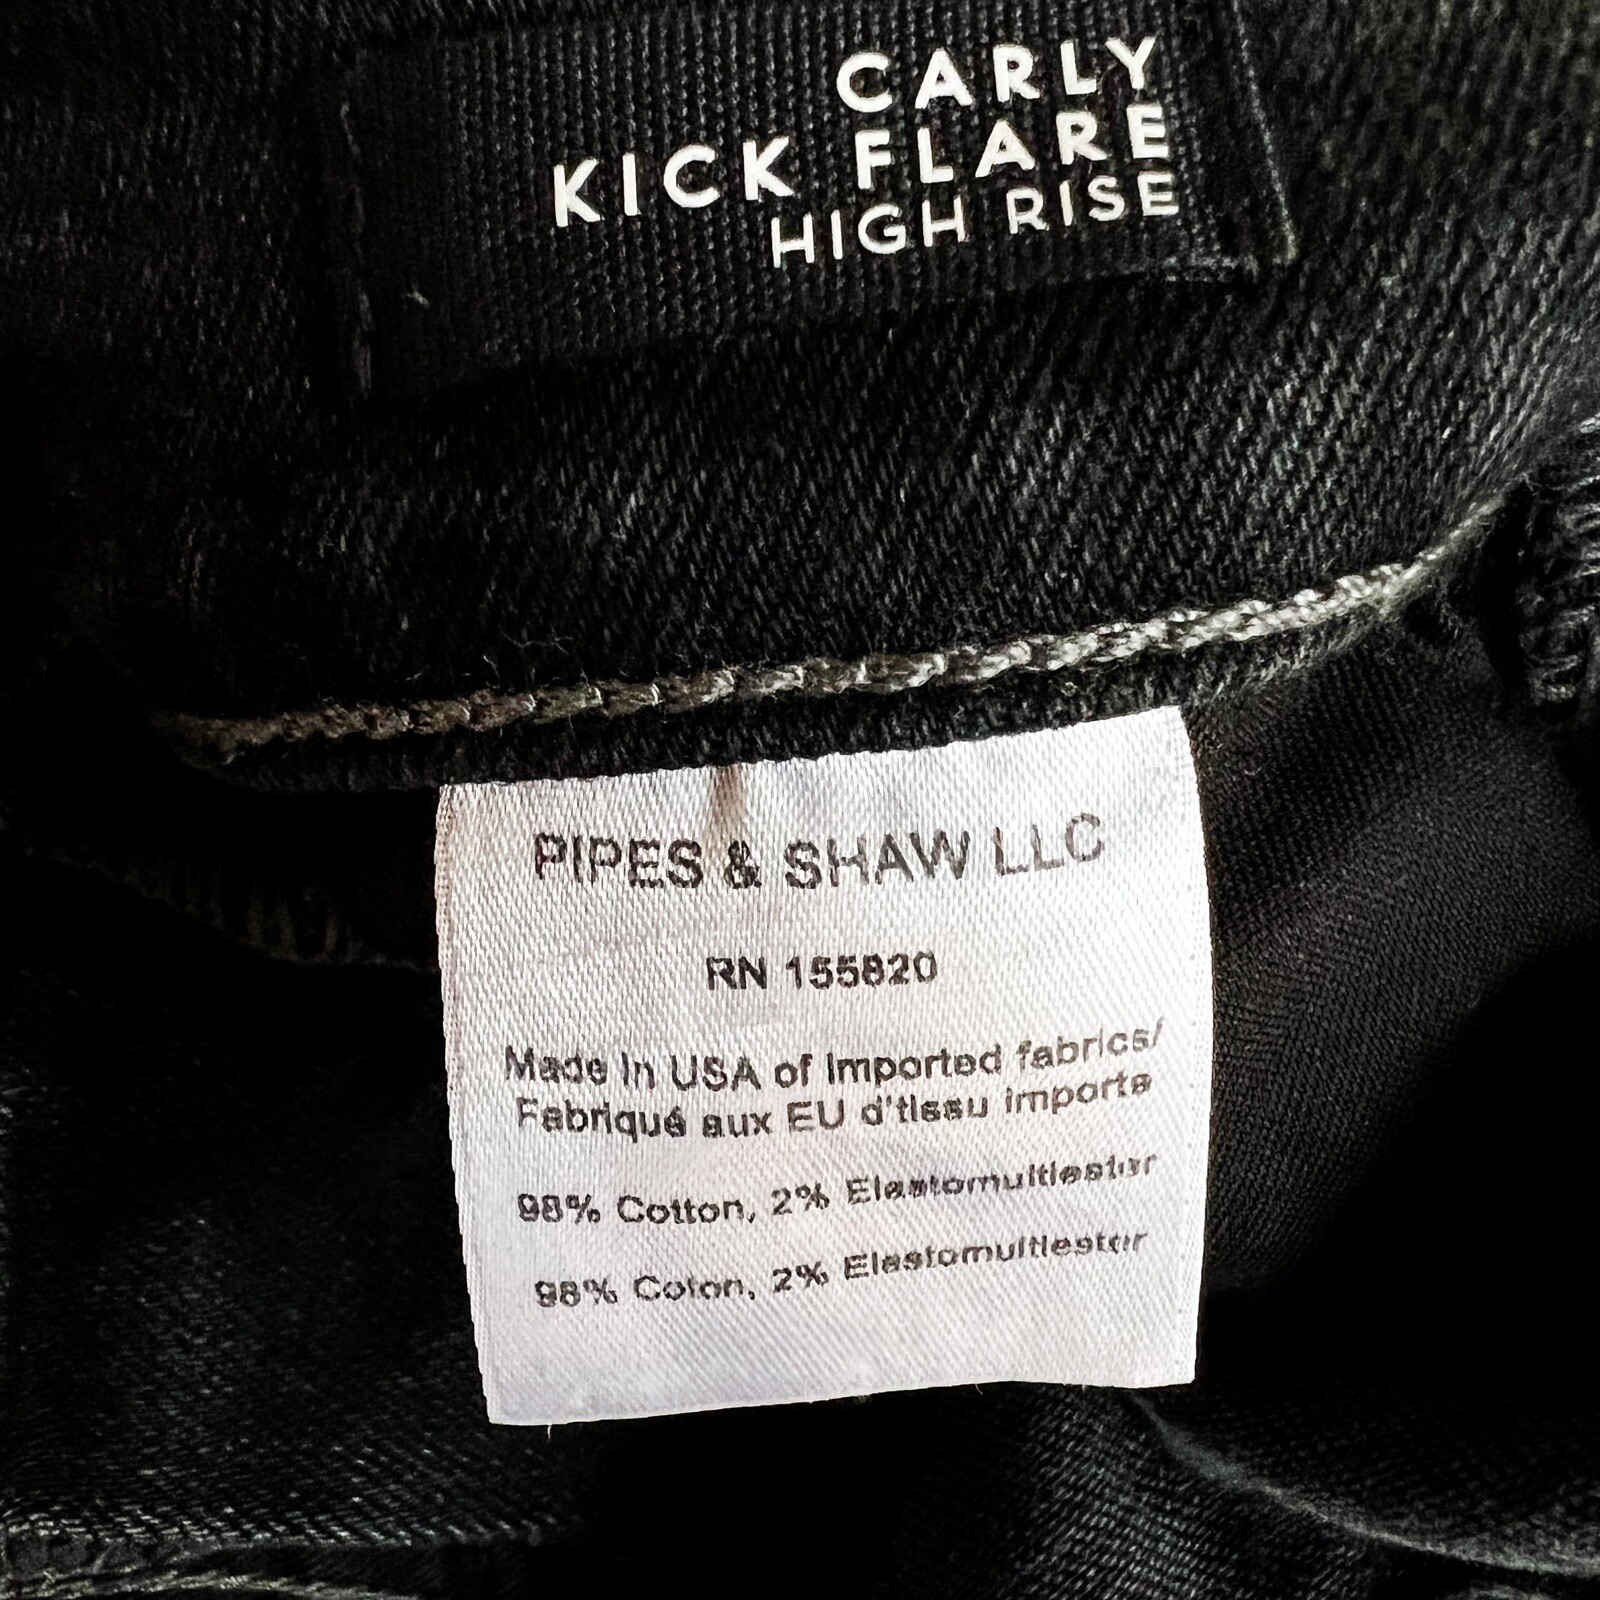 CARLY
KICK FLARE
HIGH RISE
PIPES & SHAW LLC
RN 155820
Made in USA of imported fabrics/
Fabriqué aux EU d'tissu importe
98% Cotton, 2% Elastomultiester
98% Coton, 2% Elastomultiester